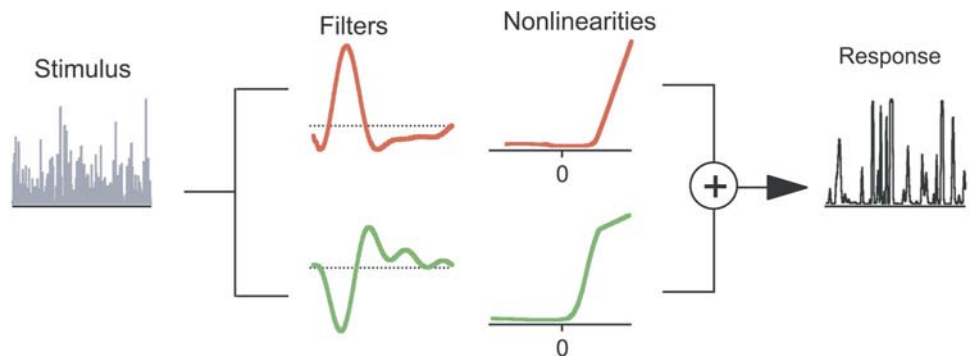 Stimulus
Filters
Nonlinearities
Response
0
+
0